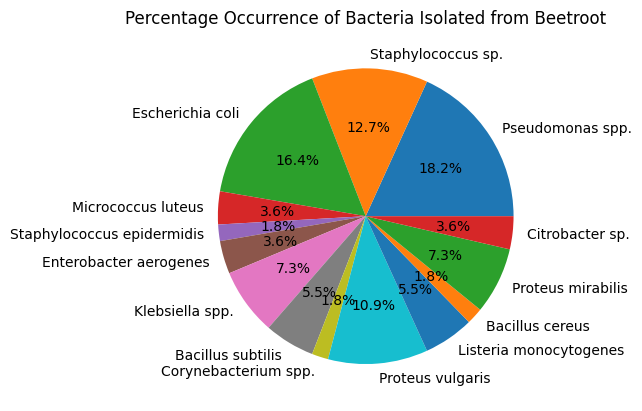 Percentage Occurrence of Bacteria Isolated from Beetroot
Staphylococcus sp.
Escherichia coli
Pseudomonas spp.
12.7%
16.4%
18.2%
Micrococcus luteus
3.6%
Staphylococcus epidermidis
1.8%
Enterobacter aerogenes
3.6%
Klebsiella spp.
7.3%
Bacillus subtilis
5.5%
Corynebacterium spp.
1.8%
Proteus vulgaris
10.9%
Listeria monocytogenes
5.5%
Bacillus cereus
1.8%
Proteus mirabilis
7.3%
Citrobacter sp.
3.6%